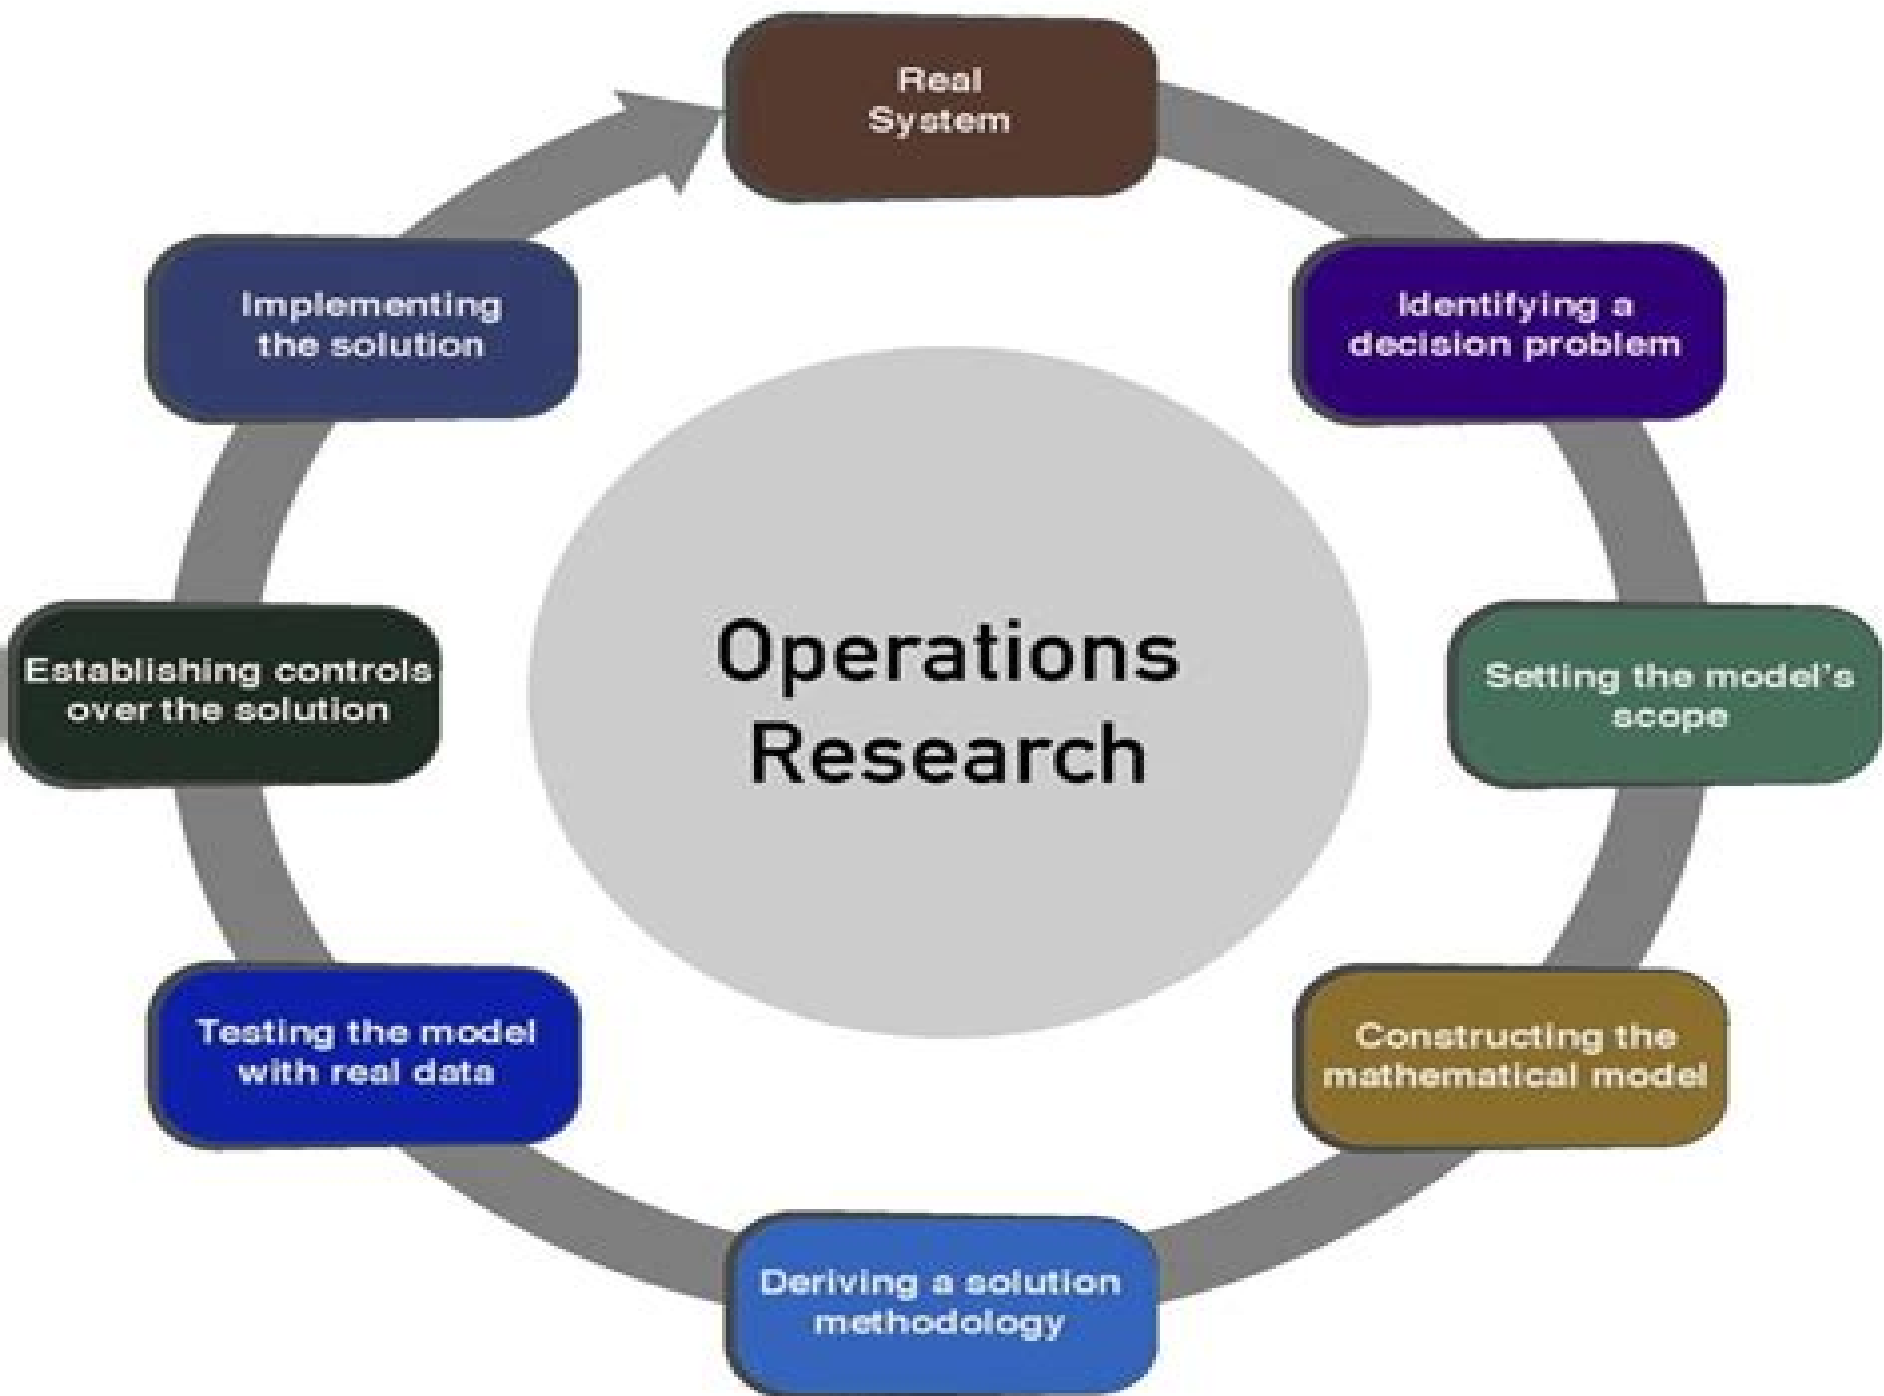 Real
System
Identifying a
decision problem
Setting the model's
scope
Constructing the
mathematical model
Deriving a solution
methodology
Testing the model
with real data
Establishing controls
over the solution
Implementing
the solution
Operations
Research